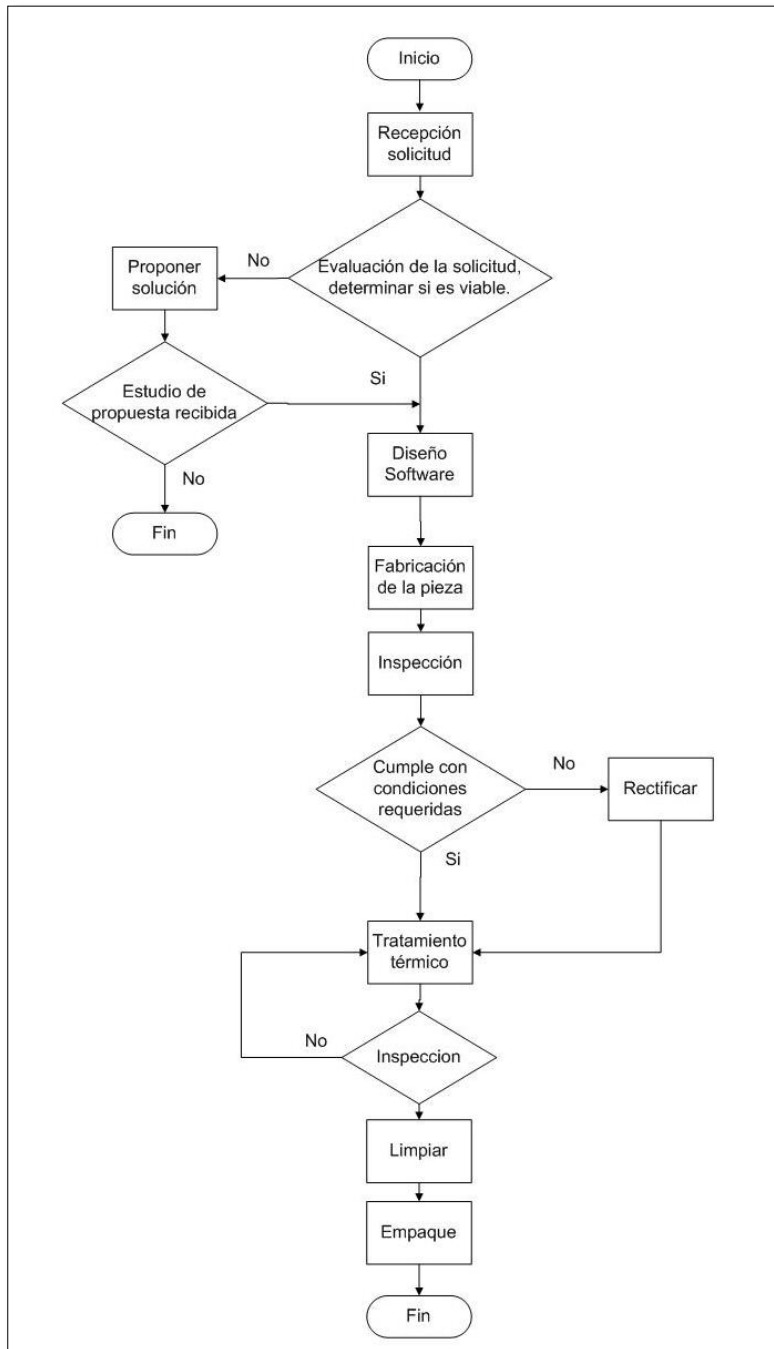 Inicio
Recepción
solicitud
Evaluación de la solicitud,
determinar si es viable.
No
Proponer
solución
Si
Estudio de
propuesta recibida
No
Fin
Diseño
Software
Fabricación
de la pieza
Inspección
Cumple con
condiciones
requeridas
No
Rectificar
Si
Tratamiento
térmico
No
Inspeccion
Limpiar
Empaque
Fin